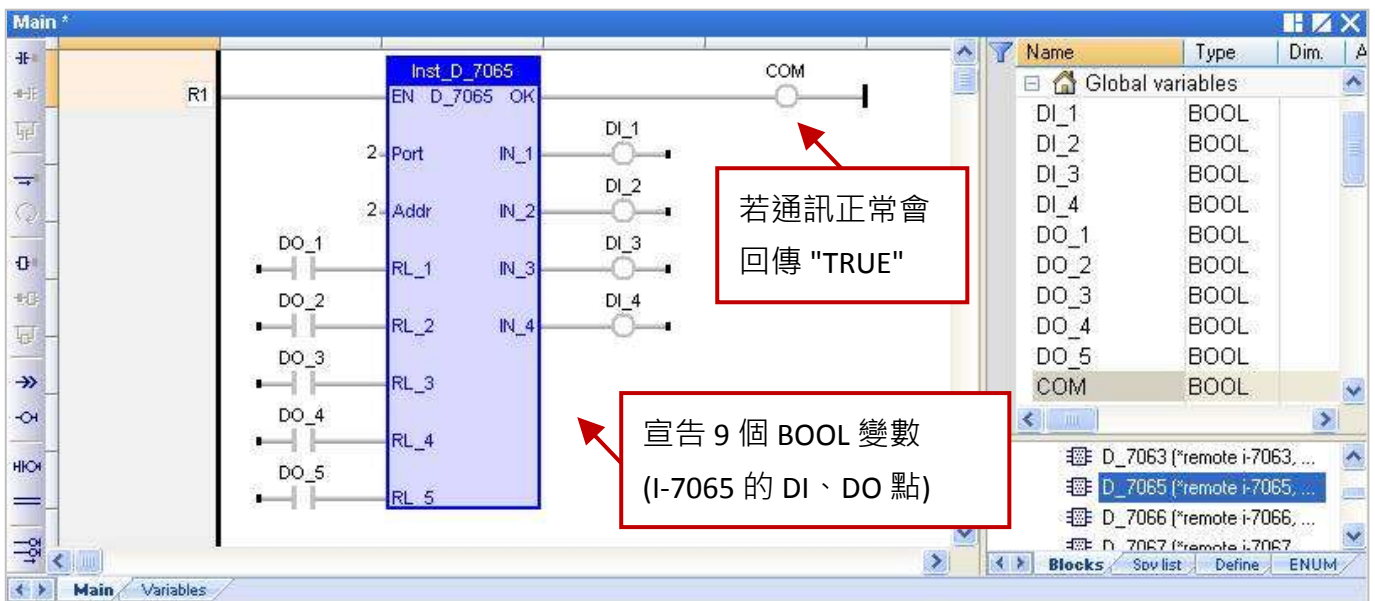 Main *
Name Type Dim. A
Global variables
DI_1 BOOL
DI_2 BOOL
DI_3 BOOL
DI_4 BOOL
DO_1 BOOL
DO_2 BOOL
DO_3 BOOL
DO_4 BOOL
DO_5 BOOL
COM BOOL
R1
Inst_D_7065
EN D_7065 OK
COM
2 Port IN_1 DI_1
2 Addr IN_2 DI_2
DO_1 RL_1 IN_3 DI_3
DO_2 RL_2 IN_4 DI_4
DO_3 RL_3
DO_4 RL_4
DO_5 RL_5
若通訊正常會
回傳 "TRUE"
宣告 9 個 BOOL 變數
(I-7065 的 DI、DO 點)
D_7063 (*remote i-7063, ...
D_7065 (*remote i-7065, ...
D_7066 (*remote i-7066, ...
D_7067 (*remote i-7067
Blocks Spy list Define ENUM
Main Variables